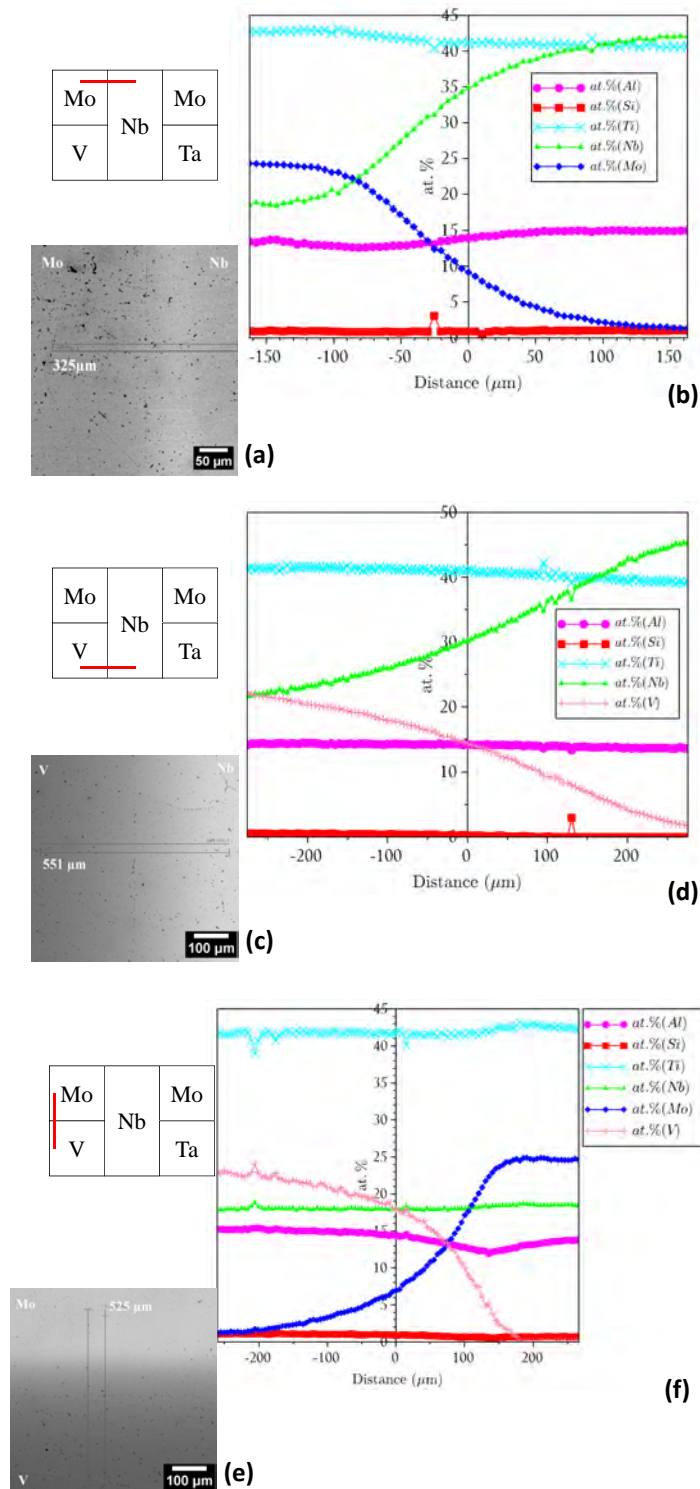 Mo
Nb
Mo
V
Ta
Mo
Nb
325µm
50 µm
(a)
45
40
35
30
25
20
15
10
5
0
at. %
at.%(Al)
at.%(Si)
at.%(Ti)
at.%(Nb)
at.%(Mo)
-150
-100
-50
0
50
100
150
Distance (µm)
(b)
Mo
Nb
Mo
V
Ta
V
Nb
551 µm
100 µm
(c)
50
40
30
20
10
0
at. %
at.%(Al)
at.%(Si)
at.%(Ti)
at.%(Nb)
at.%(V)
-200
-100
0
100
200
Distance (µm)
(d)
Mo
Nb
Mo
V
Ta
Mo
525 µm
V
100 µm
(e)
45
40
35
30
25
20
15
10
5
0
at. %
at.%(Al)
at.%(Si)
at.%(Ti)
at.%(Nb)
at.%(Mo)
at.%(V)
-200
-100
0
100
200
Distance (µm)
(f)